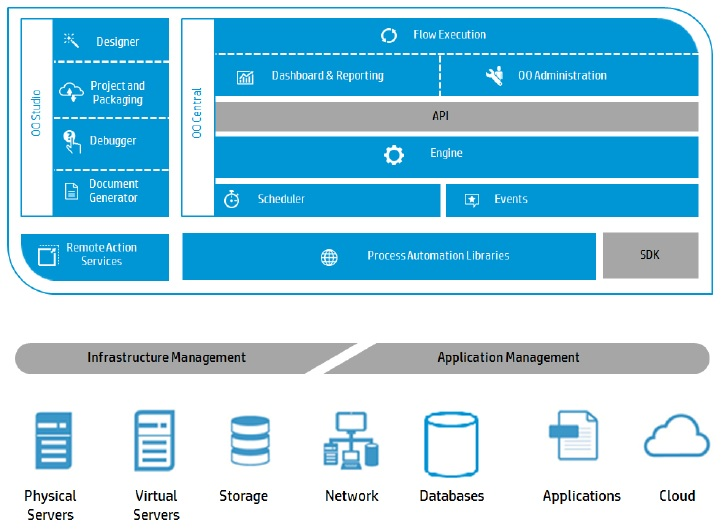 OO Studio
Designer
Project and
Packaging
Debugger
Document
Generator
OO Central
Flow Execution
Dashboard & Reporting
OO Administration
API
Engine
Scheduler
Events
Remote Action
Services
Process Automation Libraries
SDK
Infrastructure Management
Application Management
Physical
Servers
Virtual
Servers
Storage
Network
Databases
Applications
Cloud